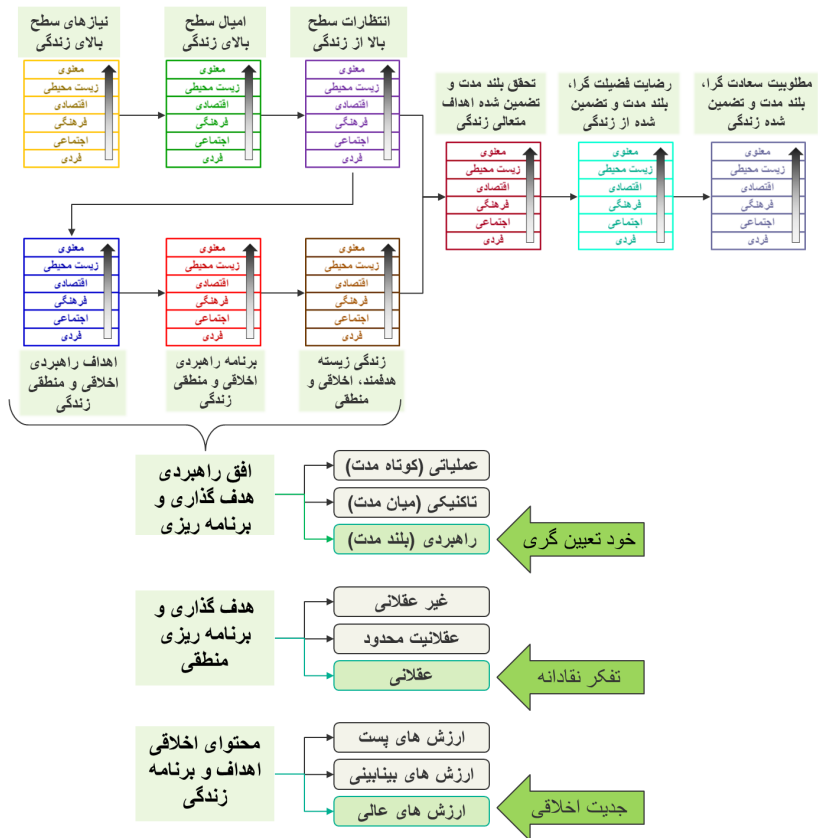 نیازهای سطح
بالای زندگی
معنوی
زیست محیطی
اقتصادی
فرهنگی
اجتماعی
فردی
امیال سطح
بالای زندگی
معنوی
زیست محیطی
اقتصادی
فرهنگی
اجتماعی
فردی
انتظارات سطح
بالا از زندگی
معنوی
زیست محیطی
اقتصادی
فرهنگی
اجتماعی
فردی
تحقق بلند مدت و
تضمین شده اهداف
متعالی زندگی
معنوی
زیست محیطی
اقتصادی
فرهنگی
اجتماعی
فردی
رضایت فضیلت گرا،
بلند مدت و تضمین
شده از زندگی
معنوی
زیست محیطی
اقتصادی
فرهنگی
اجتماعی
فردی
مطلوبیت سعادت گرا،
بلند مدت و تضمین
شده زندگی
معنوی
زیست محیطی
اقتصادی
فرهنگی
اجتماعی
فردی
معنوی
زیست محیطی
اقتصادی
فرهنگی
اجتماعی
فردی
اهداف راهبردی
اخلاقی و منطقی
زندگی
معنوی
زیست محیطی
اقتصادی
فرهنگی
اجتماعی
فردی
برنامه راهبردی
اخلاقی و منطقی
زندگی
معنوی
زیست محیطی
اقتصادی
فرهنگی
اجتماعی
فردی
زندگی زیسته
هدفمند، اخلاقی و
منطقی
افق راهبردی
هدف گذاری و
برنامه ریزی
عملیاتی (کوتاه مدت)
تاکنیکی (میان مدت)
راهبردی (بلند مدت)
خود تعیین گری
هدف گذاری و
برنامه ریزی
منطقی
غیر عقلانی
عقلانیت محدود
عقلانی
تفکر نقادانه
محتوای اخلاقی
اهداف و برنامه
زندگی
ارزش های پست
ارزش های بینابینی
ارزش های عالی
جدیت اخلاقی